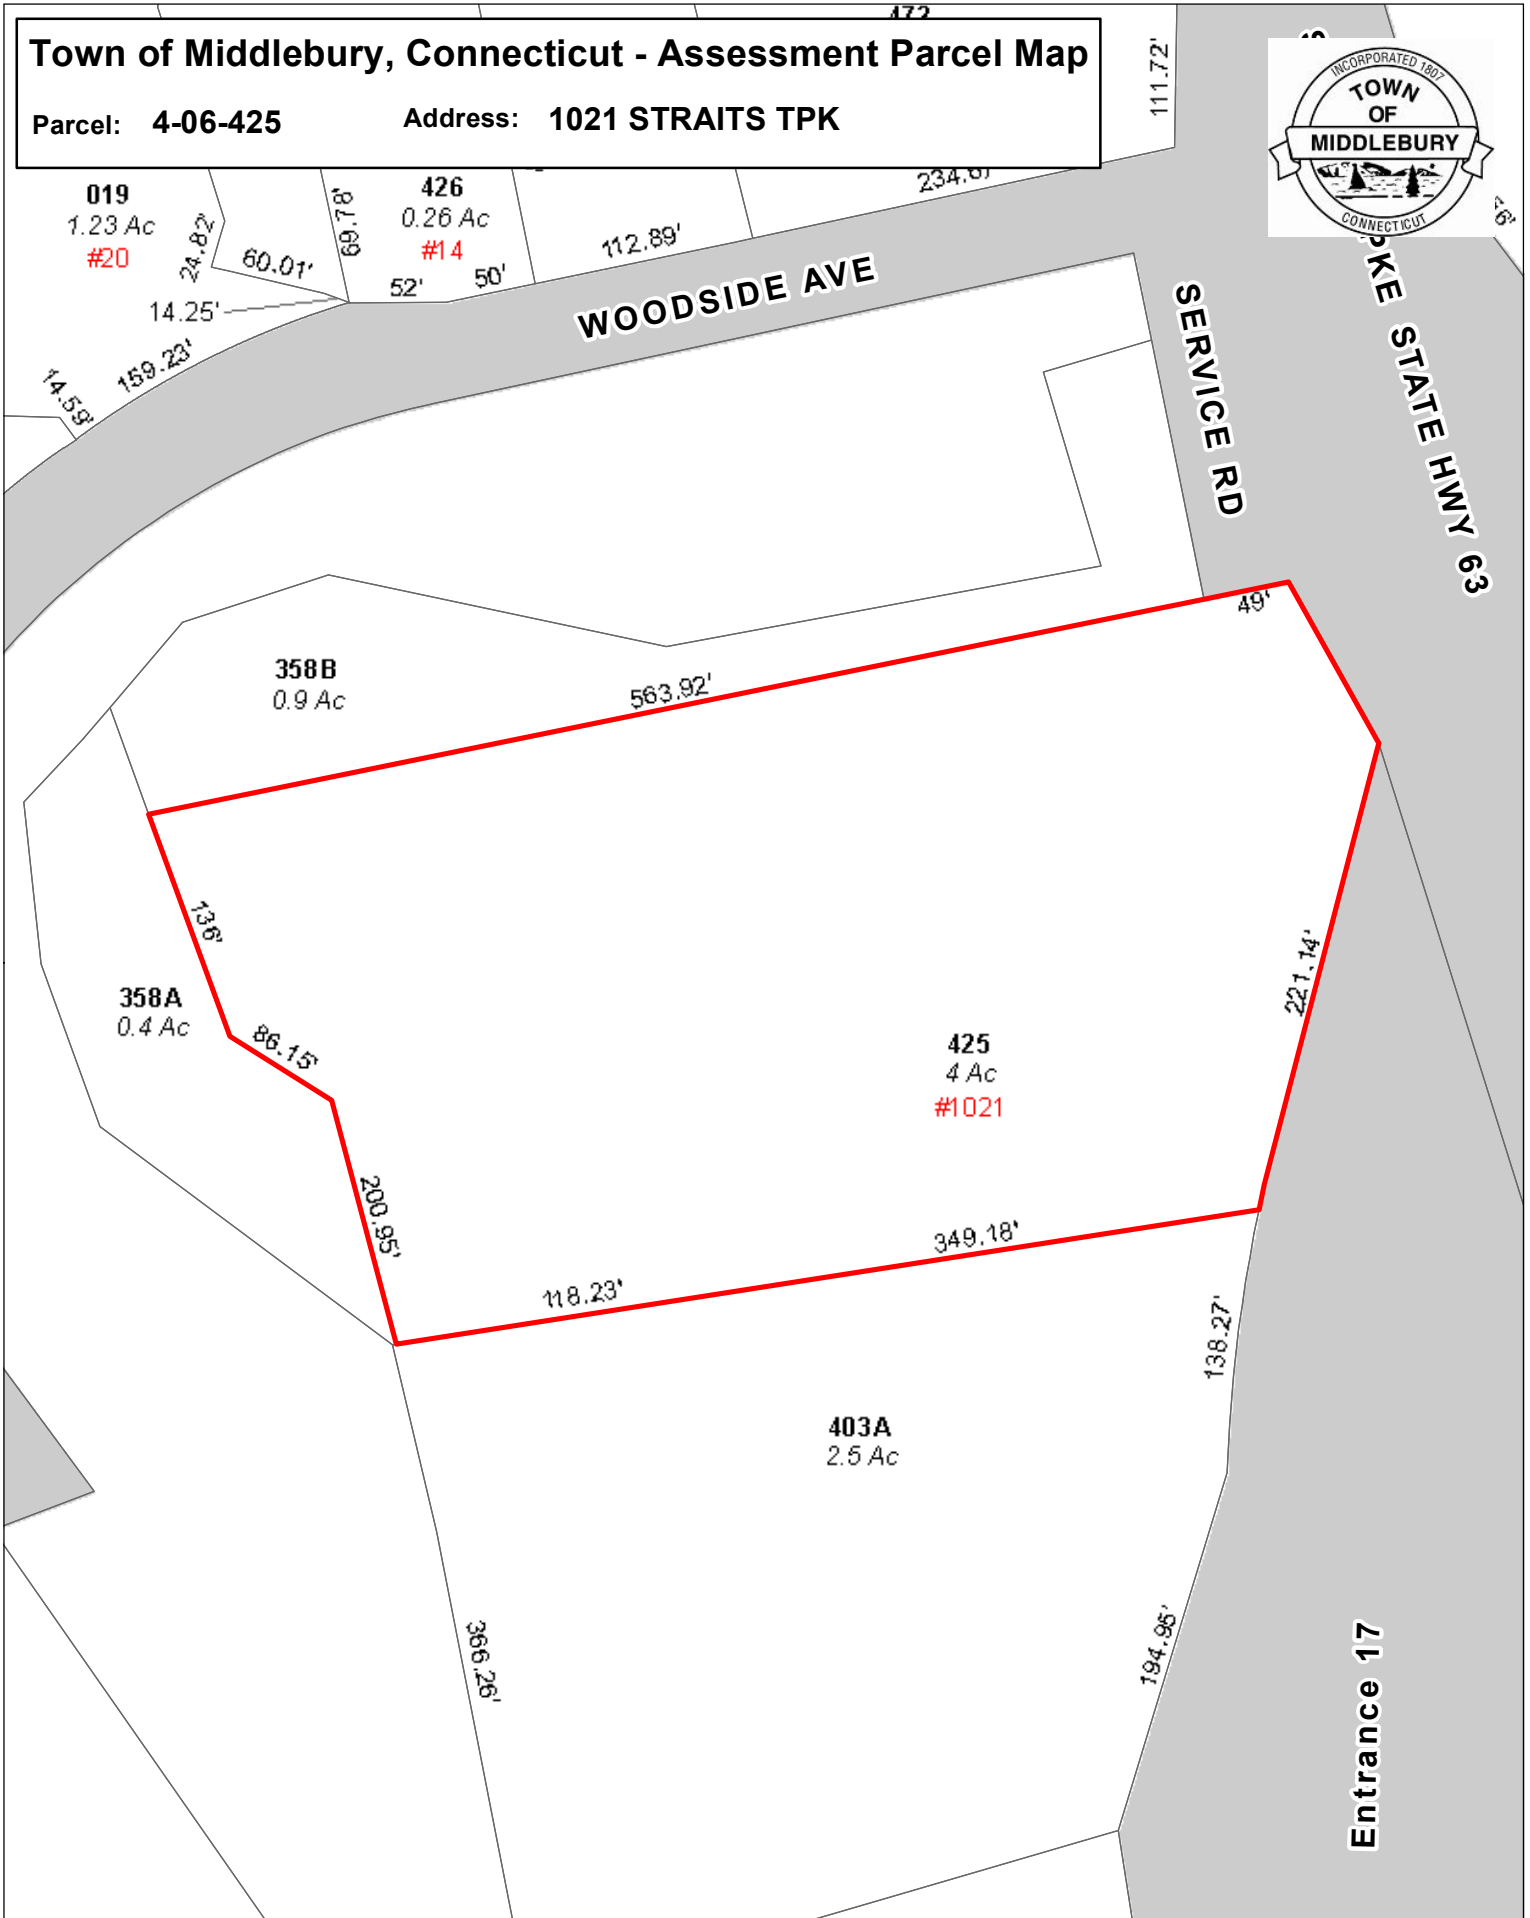 Town of Middlebury, Connecticut - Assessment Parcel Map
Parcel: 4-06-425 Address: 1021 STRAITS TPK
INCORPORATED 1807
TOWN
OF
MIDDLEBURY
CONNECTICUT
111.72'
019
1.23 Ac
#20
24.82'
60.01'
69.78'
426
0.26 Ac
#14
52'
50'
112.89'
14.25'
159.23'
14.59'
WOODSIDE AVE
SERVICE RD
STATE HWY 63
49'
563.92'
358B
0.9 Ac
136'
358A
0.4 Ac
86.15'
200.95'
425
4 Ac
#1021
221.14'
349.18'
118.23'
138.27'
403A
2.5 Ac
366.26'
194.95'
Entrance 17